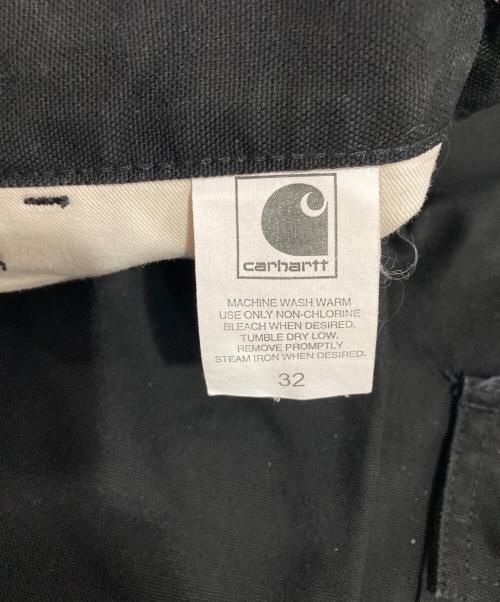 carhartt
MACHINE WASH WARM
USE ONLY NON-CHLORINE
BLEACH WHEN DESIRED.
TUMBLE DRY LOW.
REMOVE PROMPTLY
STEAM IRON WHEN DESIRED.
32